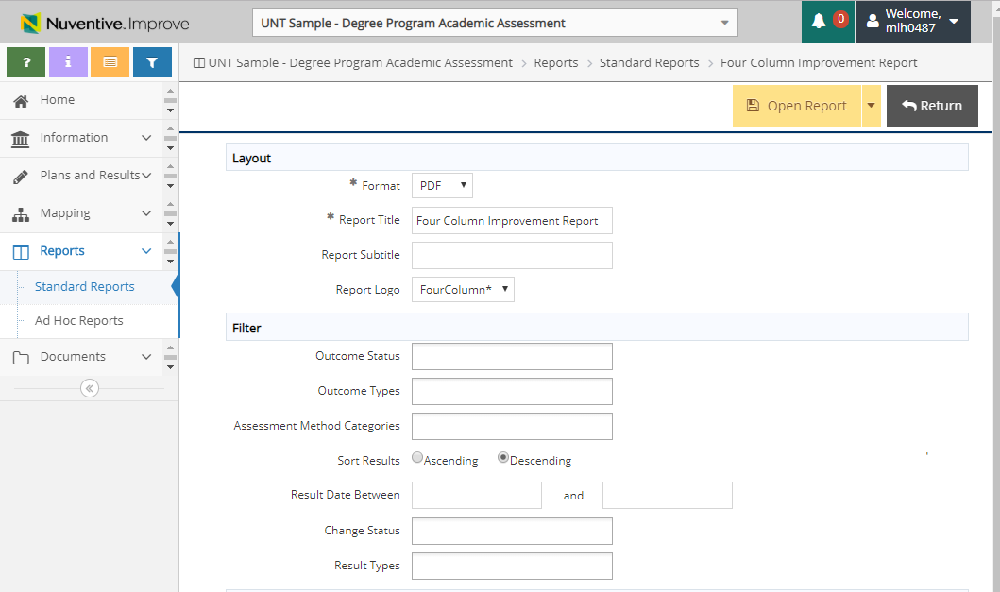 Nuventive.Improve
UNT Sample - Degree Program Academic Assessment
0
Welcome,
mlh0487
? i
UNT Sample - Degree Program Academic Assessment > Reports > Standard Reports > Four Column Improvement Report
Home
Information
Plans and Results
Mapping
Reports
Standard Reports
Ad Hoc Reports
Documents
«
Open Report
Return
Layout
* Format PDF
* Report Title Four Column Improvement Report
Report Subtitle
Report Logo FourColumn*
Filter
Outcome Status
Outcome Types
Assessment Method Categories
Sort Results Ascending Descending
Result Date Between and
Change Status
Result Types